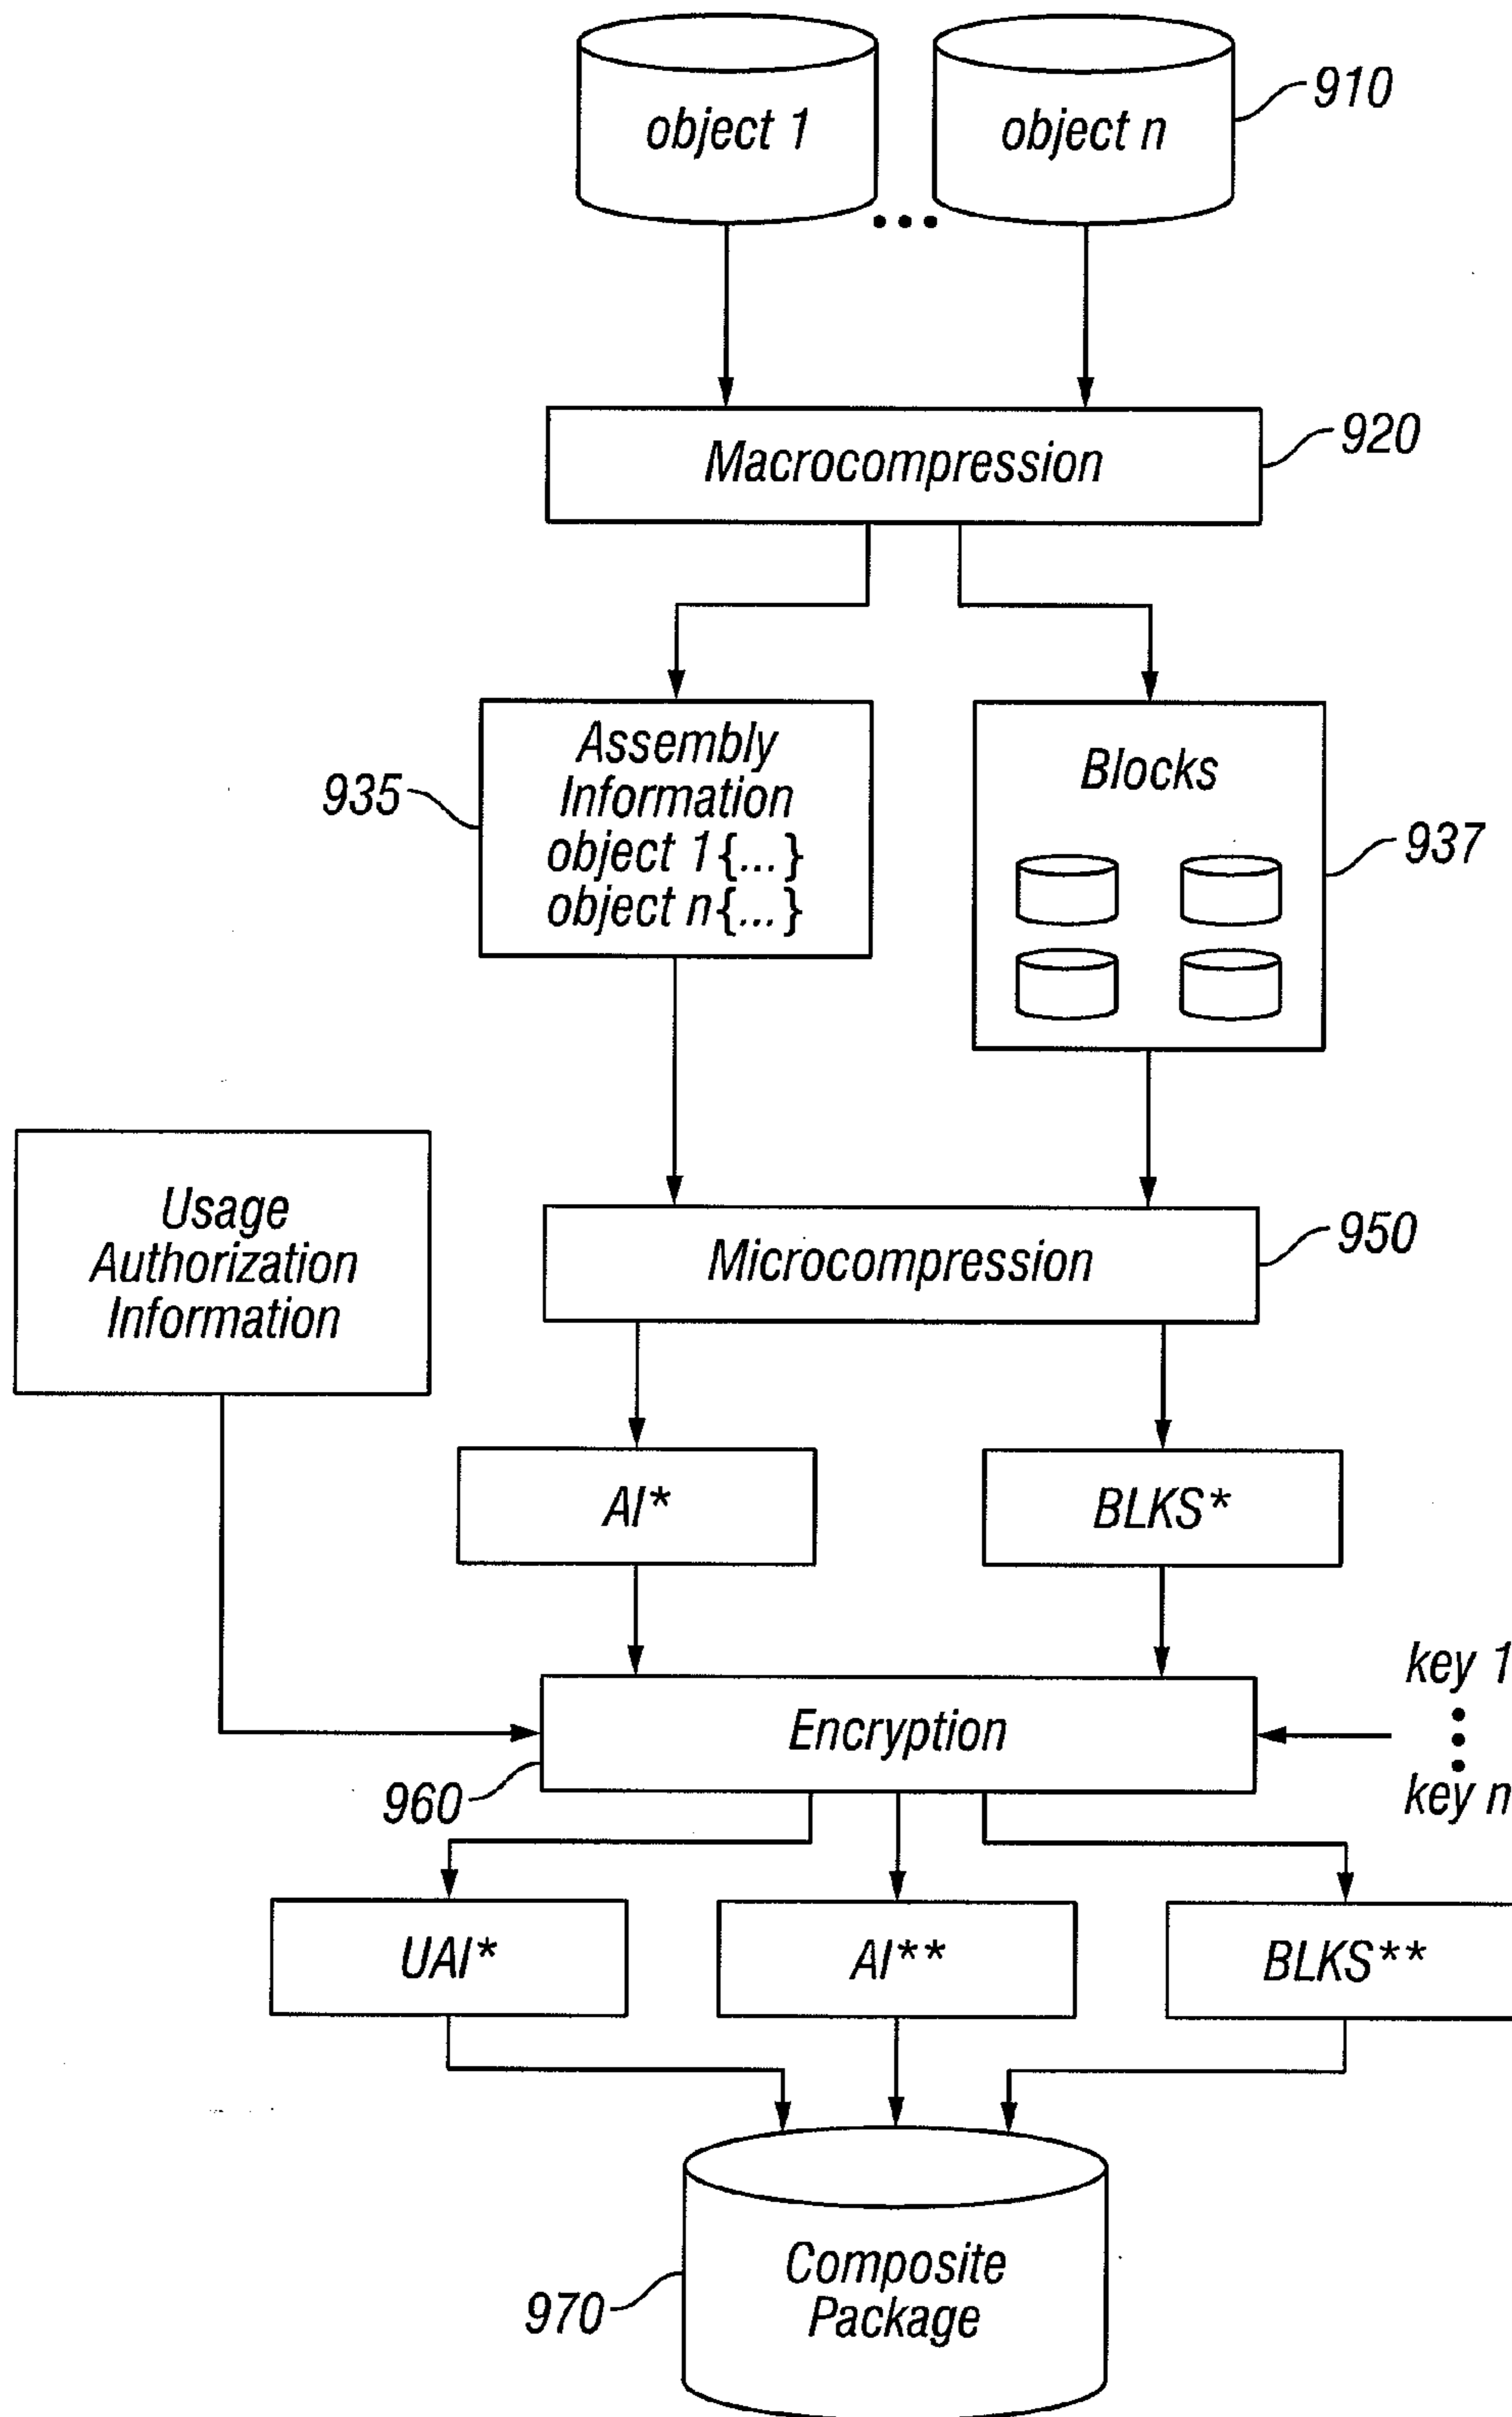 object 1
object n
910
...
Macrocompression
920
Assembly
Information
object 1{...}
object n{...}
935
Blocks
937
Usage
Authorization
Information
Microcompression
950
AI*
BLKS*
key 1
Encryption
key n
960
UAI*
AI**
BLKS**
Composite
Package
970